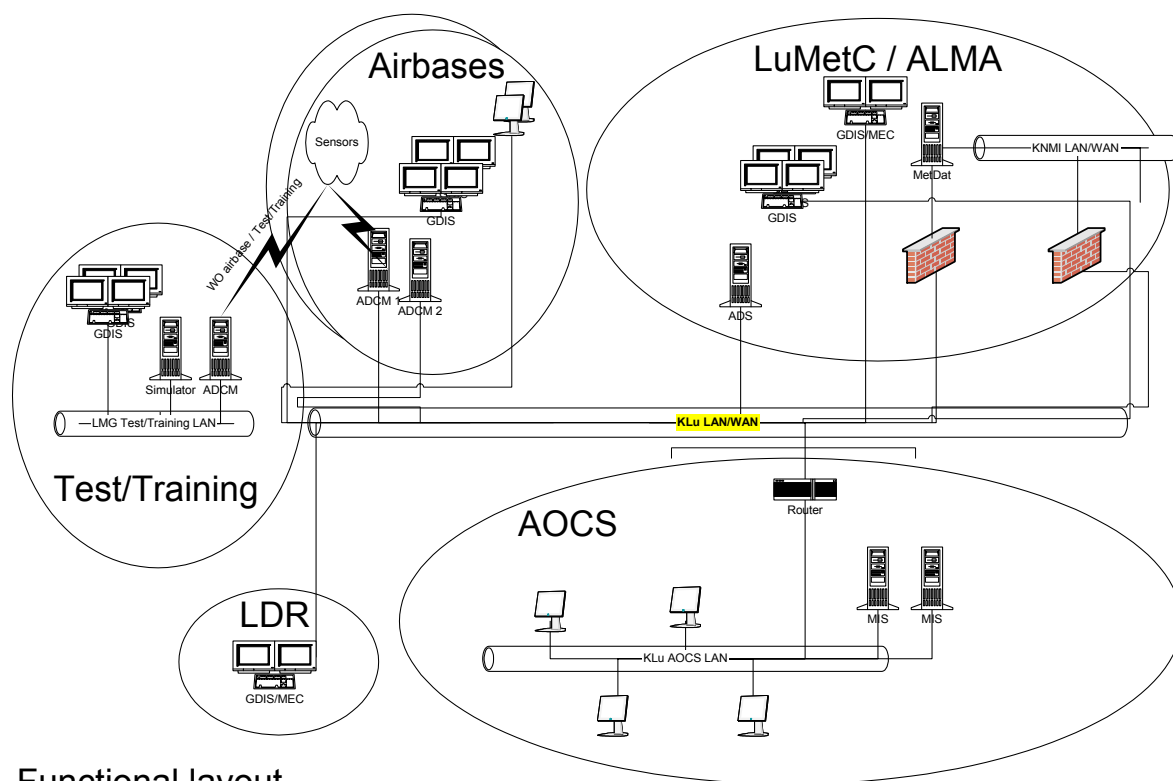 Airbases
Sensors
GDIS
ADCM 1
ADCM 2
WO airbase / Test/Training
LuMetC / ALMA
GDIS/MEC
MetDat
KNMI LAN/WAN
GDIS
ADS
GDIS
GDIS
Simulator
ADCM
LMG Test/Training LAN
Test/Training
KLu LAN/WAN
Router
AOCS
MIS
MIS
KLu AOCS LAN
LDR
GDIS/MEC
Functional layout